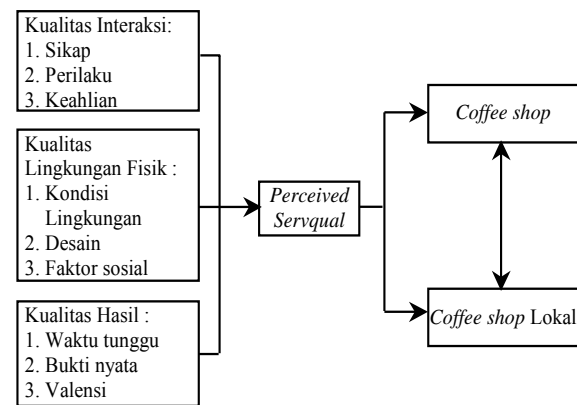 Kualitas Interaksi:
1. Sikap
2. Perilaku
3. Keahlian
Kualitas
Lingkungan Fisik :
1. Kondisi
Lingkungan
2. Desain
3. Faktor sosial
Kualitas Hasil :
1. Waktu tunggu
2. Bukti nyata
3. Valensi
Perceived
Servqual
Coffee shop
Coffee shop Lokal